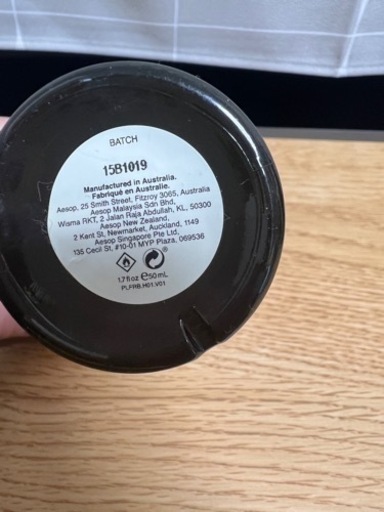 BATCH
15B1019
Manufactured in Australia.
Fabriqué en Australie.
Aesop, 25 Smith Street, Fitzroy 3065, Australia
Aesop Malaysia Sdn Bhd,
Wisma RKT, 2 Jalan Raja Abdullah, KL, 50300
Aesop New Zealand,
2 Kent St, Newmarket, Auckland, 1149
Aesop Singapore Pte Ltd,
135 Cecil St, #10-01 MYP Plaza, 069536
1.7 fl oz ℮50 mL
PLFRB.H01.V01